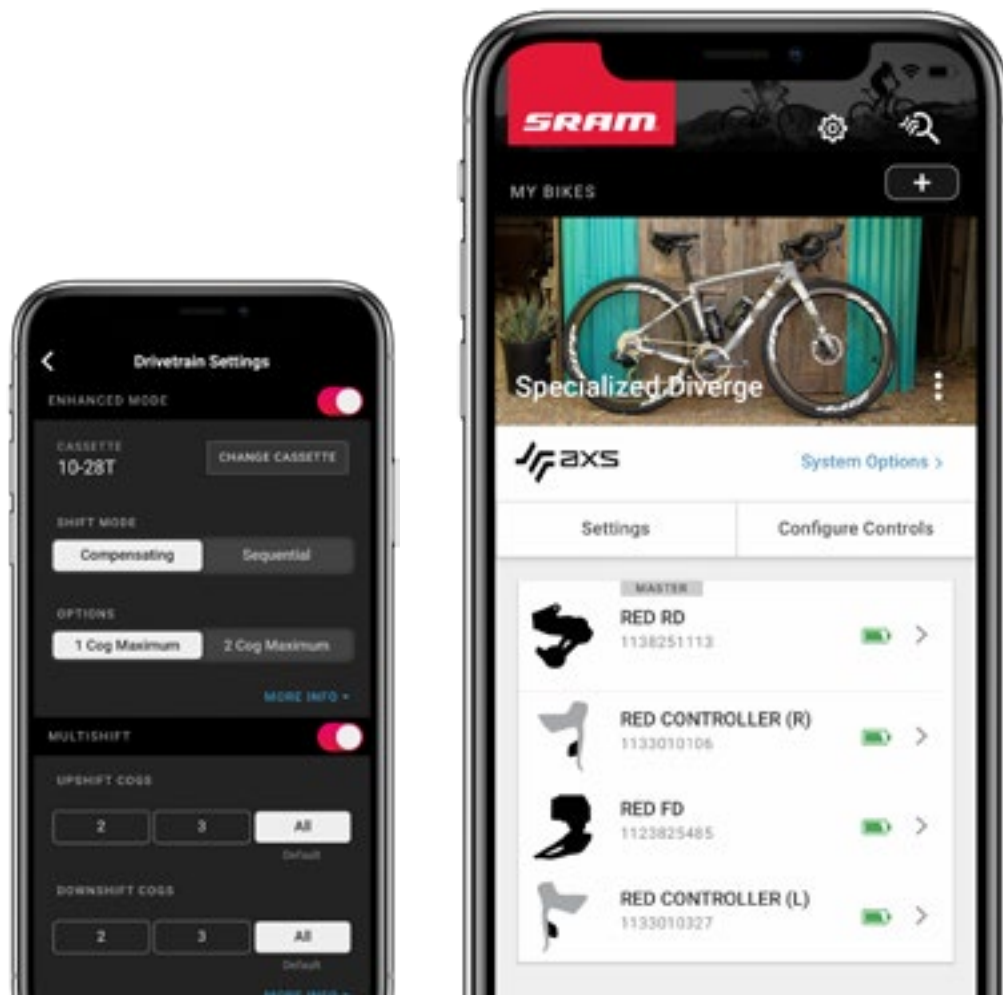 Drivetrain Settings
ENHANCED MODE
CASSETTE
10-28T
CHANGE CASSETTE
SHIFT MODE
Compensating Sequential
OPTIONS
1 Cog Maximum 2 Cog Maximum
MORE INFO
MULTISHIFT
UPSHIFT COGS
2 3 All
Default
DOWNSHIFT COGS
2 3 All
Default
MORE INFO
SRAM
MY BIKES
+
Specialized Diverge
axs
System Options >
Settings Configure Controls
MASTER
RED RD
1138251113
RED CONTROLLER (R)
1133010106
RED FD
1123825485
RED CONTROLLER (L)
1133010327